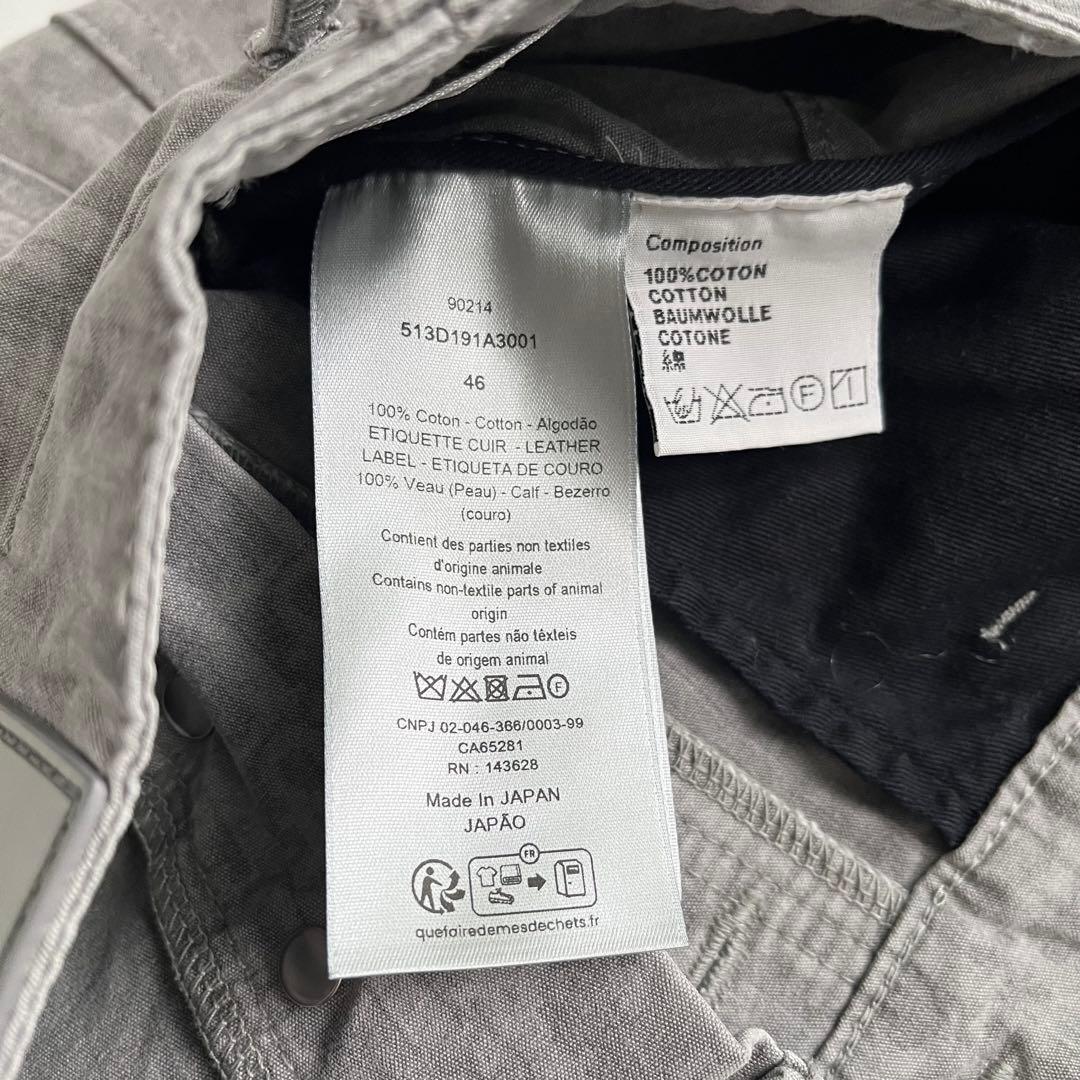 90214
513D191A3001
46
100% Coton - Cotton - Algodão
ETIQUETTE CUIR - LEATHER
LABEL - ETIQUETA DE COURO
100% Veau (Peau) - Calf - Bezerro
(couro)
Contient des parties non textiles
d'origine animale
Contains non-textile parts of animal
origin
Contém partes não têxteis
de origem animal
F
CNPJ 02-046-366/0003-99
CA65281
RN : 143628
Made In JAPAN
JAPÃO
FR
quefairedemesdechets.fr
Composition
100%COTON
COTTON
BAUMWOLLE
COTONE
綿
F